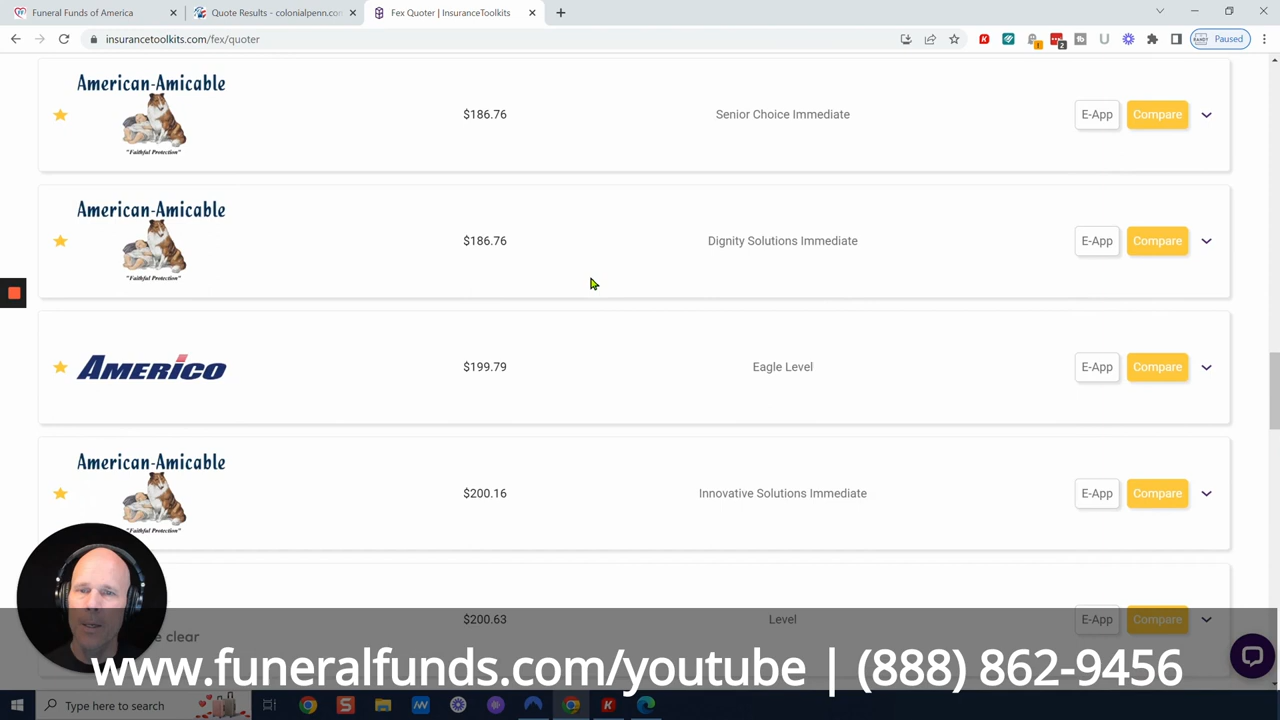 Funeral Funds of America
Quote Results - colonialpenn.con
Fex Quoter | InsuranceToolkits
insurancetoolkits.com/fex/quoter
Paused
American-Amicable
"Faithful Protection"
$186.76
Senior Choice Immediate
E-App
Compare
American-Amicable
"Faithful Protection"
$186.76
Dignity Solutions Immediate
E-App
Compare
AMERICO
$199.79
Eagle Level
E-App
Compare
American-Amicable
"Faithful Protection"
$200.16
Innovative Solutions Immediate
E-App
Compare
$200.63
Level
E-App
Compare
clear
www.funeralfunds.com/youtube | (888) 862-9456
Type here to search